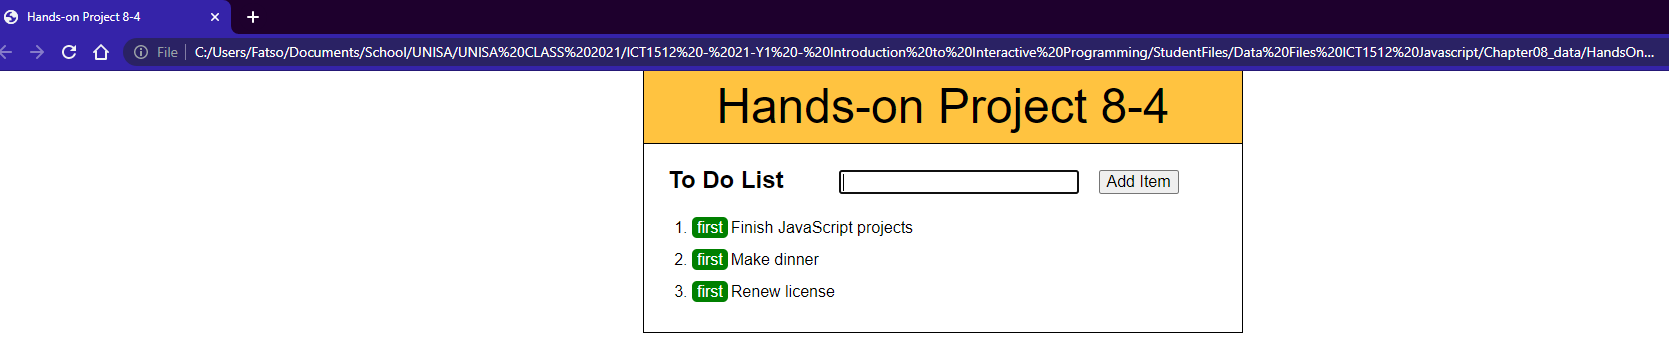 Hands-on Project 8-4
File C:/Users/Fatso/Documents/School/UNISA/UNISA%20CLASS%202021/ICT1512%20-%2021-Y1%20-%20Introduction%20to%20Interactive%20Programming/StudentFiles/Data%20Files%20ICT1512%20Javascript/Chapter08_data/HandsOn...
Hands-on Project 8-4
To Do List Add Item
1. first Finish JavaScript projects
2. first Make dinner
3. first Renew license